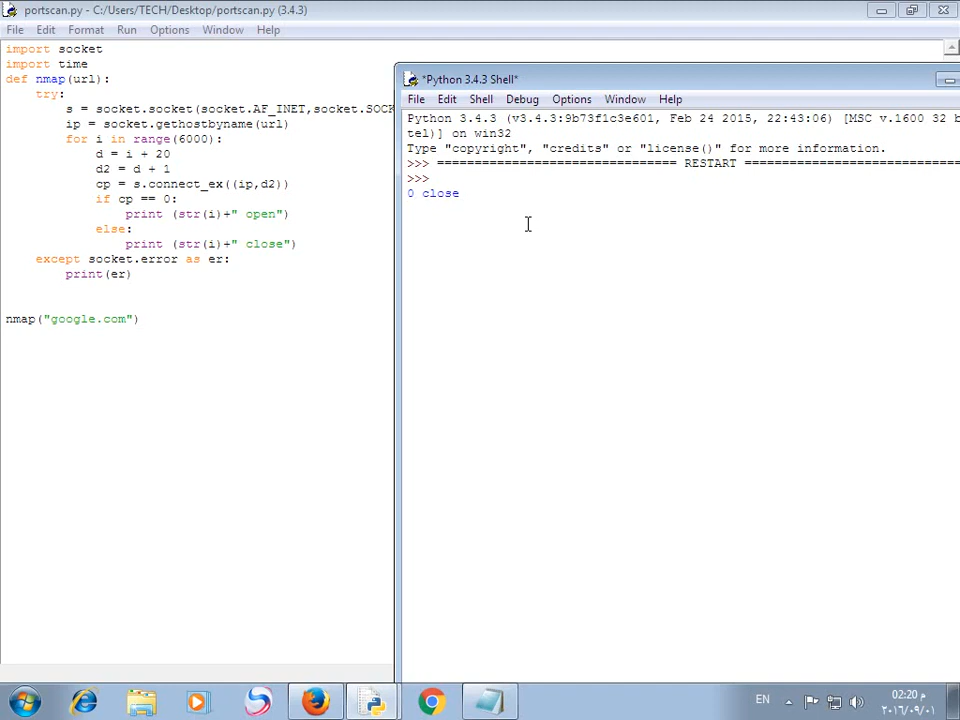 portscan.py - C:/Users/TECH/Desktop/portscan.py (3.4.3)
File Edit Format Run Options Window Help
import socket
import time
def nmap(url):
try:
s = socket.socket(socket.AF_INET,socket.SOCK
ip = socket.gethostbyname(url)
for i in range(6000):
d = i + 20
d2 = d + 1
cp = s.connect_ex((ip,d2))
if cp == 0:
print (str(i)+" open")
else:
print (str(i)+" close")
except socket.error as er:
print(er)
nmap("google.com")
*Python 3.4.3 Shell*
File Edit Shell Debug Options Window Help
Python 3.4.3 (v3.4.3:9b73f1c3e601, Feb 24 2015, 22:43:06) [MSC v.1600 32 b
tel)] on win32
Type "copyright", "credits" or "license()" for more information.
>>> ================================ RESTART ================================
>>>
0 close
EN
02:20 م
٢٠١٦/٠٩/٠١